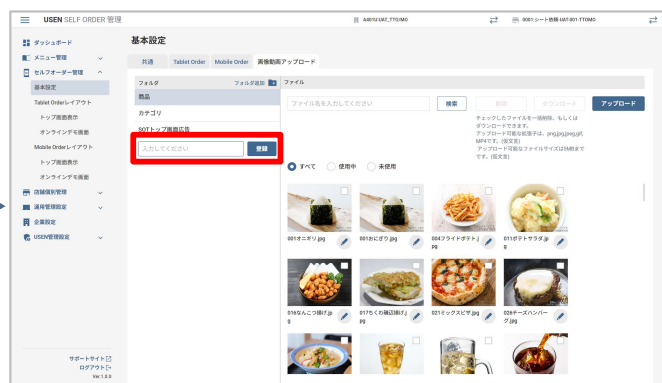 USEN SELF ORDER 管理
A401U:UAT_TTO/MO
0001:シート依頼-UAT-001-TTOMO
ダッシュボード
メニュー管理
セルフオーダー管理
基本設定
Tablet Orderレイアウト
トップ画面表示
オンラインデモ画面
Mobile Orderレイアウト
トップ画面表示
オンラインデモ画面
店舗個別管理
運用管理設定
企業設定
USEN管理設定
サポートサイト
ログアウト
Ver.1.0.0
基本設定
共通
Tablet Order
Mobile Order
画像動画アップロード
フォルダ
フォルダ追加
商品
カテゴリ
SOTトップ画面広告
入力してください
登録
ファイル
ファイル名を入力してください
検索
削除
ダウンロード
アップロード
チェックしたファイルを一括削除、もしくは
ダウンロードできます。
アップロード可能な拡張子は、png,jpg,jpeg,gif,
MP4です。(仮文言)
アップロード可能なファイルサイズは5MBまで
です。(仮文言)
すべて
使用中
未使用
001オニギリ.jpg
001おにぎり.jpg
004フライドポテト.j
pg
011ポテトサラダ.jp
g
016なんこつ揚げ.jp
g
017ちくわ磯辺揚げ.j
pg
021ミックスピザ.jpg
026チーズハンバー
グ.jpg